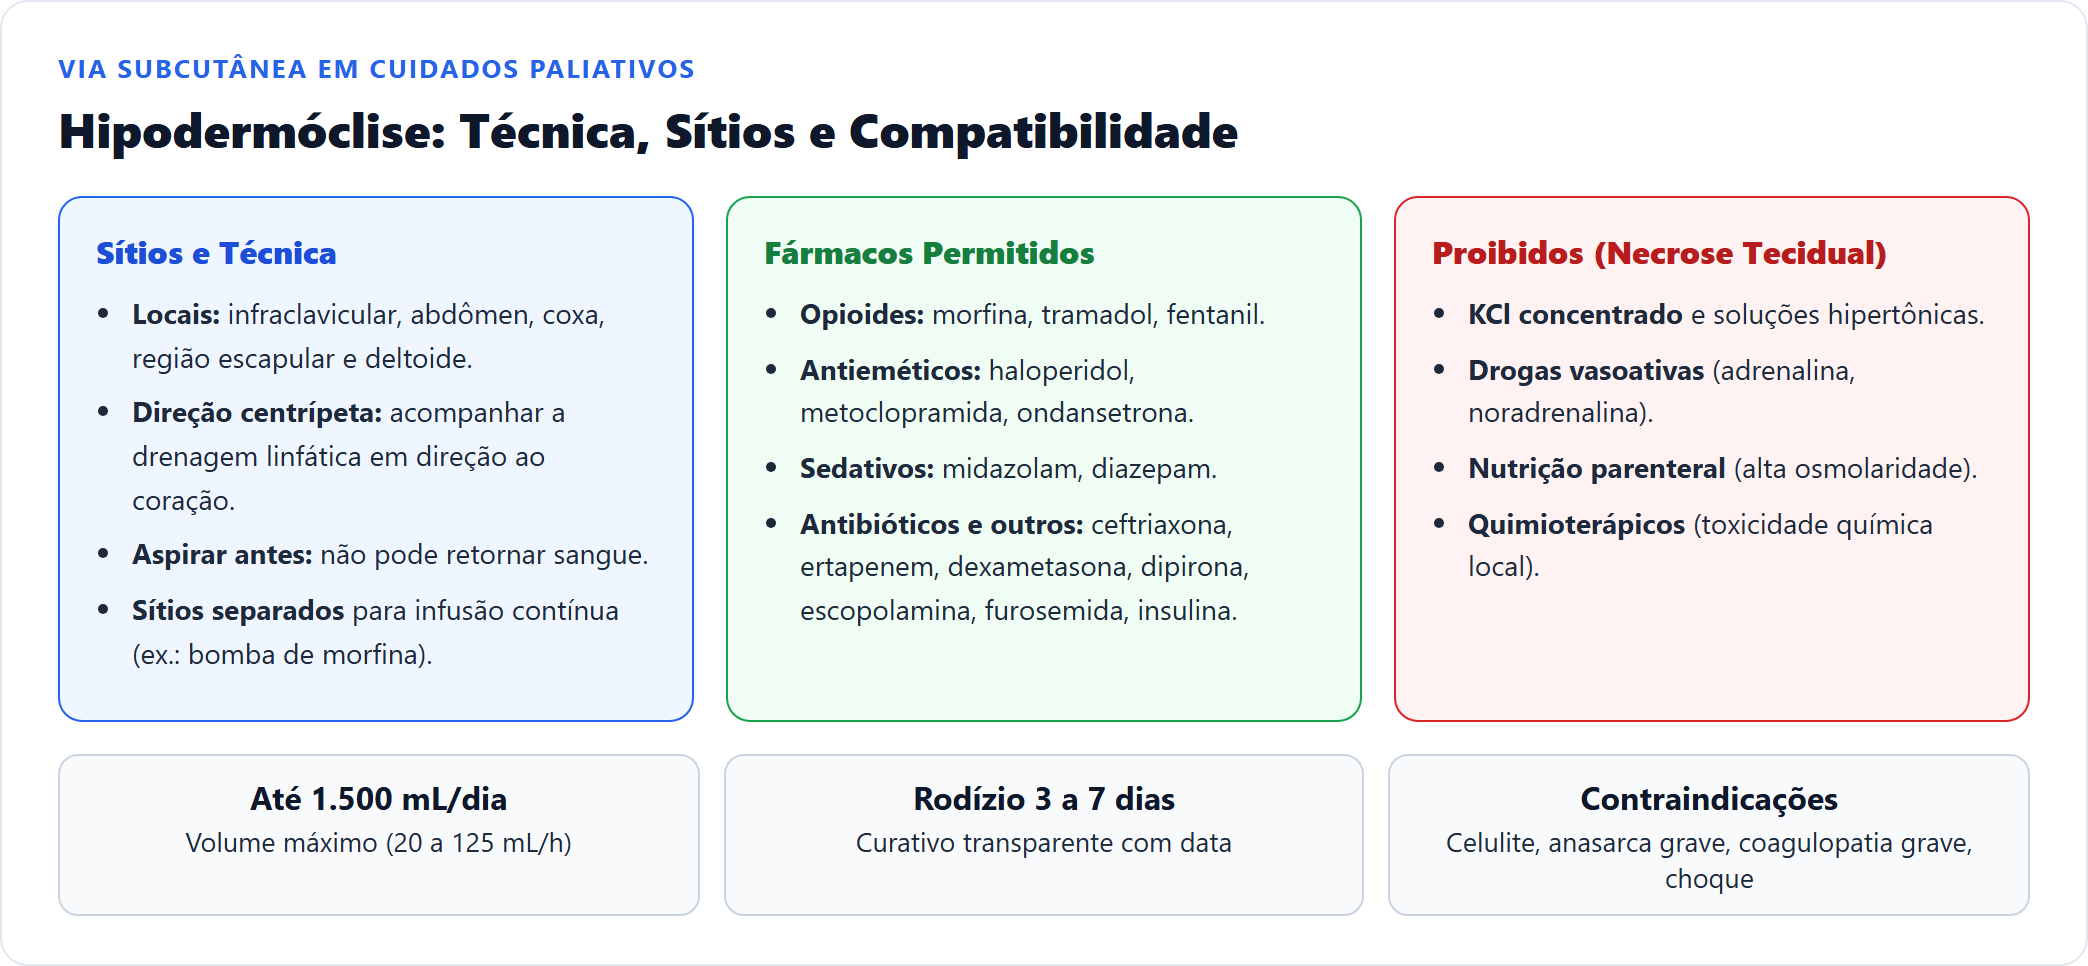 VIA SUBCUTÂNEA EM CUIDADOS PALIATIVOS
Hipodermóclise: Técnica, Sítios e Compatibilidade
Sítios e Técnica
• Locais: infraclavicular, abdômen, coxa,
região escapular e deltoide.
• Direção centrípeta: acompanhar a
drenagem linfática em direção ao
coração.
• Aspirar antes: não pode retornar sangue.
• Sítios separados para infusão contínua
(ex.: bomba de morfina).
Fármacos Permitidos
• Opioides: morfina, tramadol, fentanil.
• Antieméticos: haloperidol,
metoclopramida, ondansetrona.
• Sedativos: midazolam, diazepam.
• Antibióticos e outros: ceftriaxona,
ertapenem, dexametasona, dipirona,
escopolamina, furosemida, insulina.
Proibidos (Necrose Tecidual)
• KCl concentrado e soluções hipertônicas.
• Drogas vasoativas (adrenalina,
noradrenalina).
• Nutrição parenteral (alta osmolaridade).
• Quimioterápicos (toxicidade química
local).
Até 1.500 mL/dia
Volume máximo (20 a 125 mL/h)
Rodízio 3 a 7 dias
Curativo transparente com data
Contraindicações
Celulite, anasarca grave, coagulopatia grave,
choque